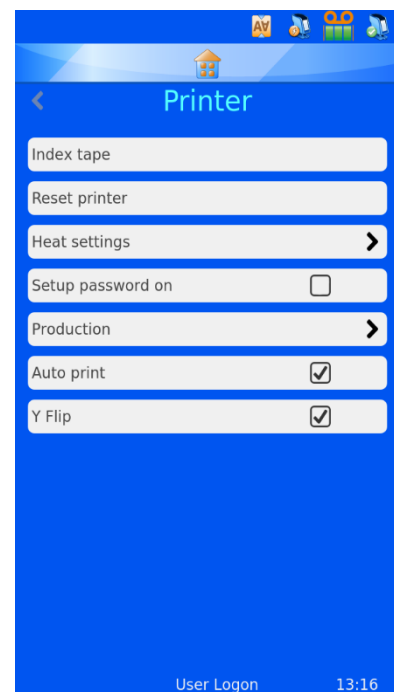 Printer
Index tape
Reset printer
Heat settings
Setup password on
Production
Auto print
Y Flip
User Logon 13:16